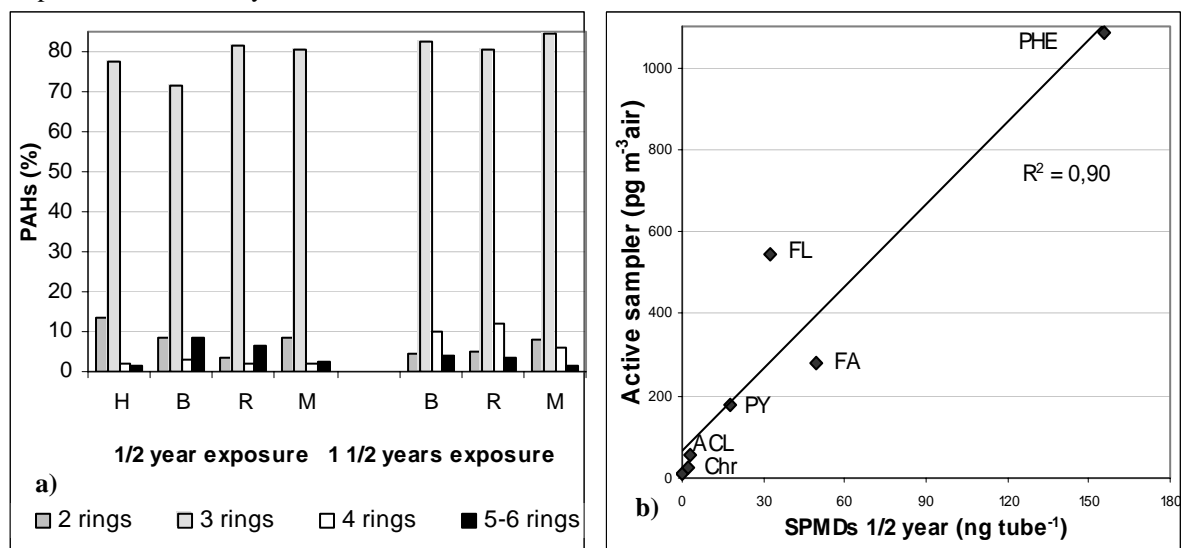 80
70
60
50
40
30
20
10
0
PAHs (%)
H B R M B R M
1/2 year exposure 1 1/2 years exposure
a)
2 rings 3 rings 4 rings 5-6 rings
1000
800
600
400
200
0
Active sampler (pg m⁻³air)
PHE
R² = 0,90
FL
FA
PY
ACL
Chr
0 30 60 90 120 150 180
b) SPMDs 1/2 year (ng tube⁻¹)